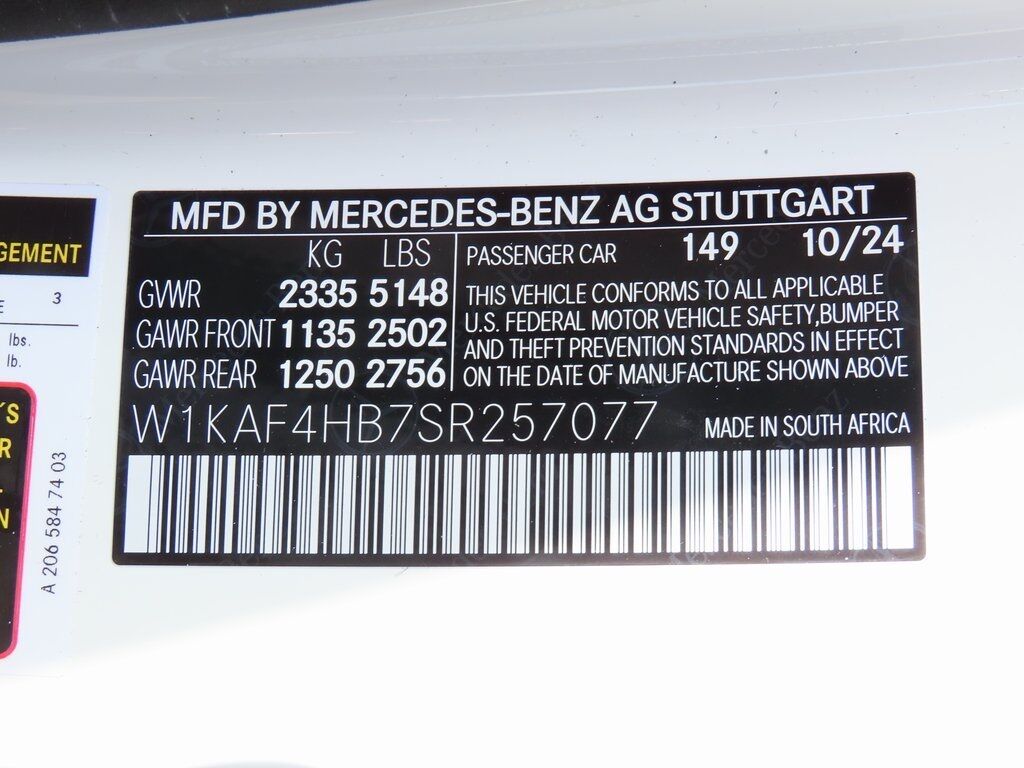 MFD BY MERCEDES-BENZ AG STUTTGART
KG LBS
GVWR 2335 5148
GAWR FRONT 1135 2502
GAWR REAR 1250 2756
PASSENGER CAR 149 10/24
THIS VEHICLE CONFORMS TO ALL APPLICABLE
U.S. FEDERAL MOTOR VEHICLE SAFETY,BUMPER
AND THEFT PREVENTION STANDARDS IN EFFECT
ON THE DATE OF MANUFACTURE SHOWN ABOVE
W1KAF4HB7SR257077 MADE IN SOUTH AFRICA
GEMENT
E 3
lbs.
lb.
'S
R
N
A 206 584 74 03